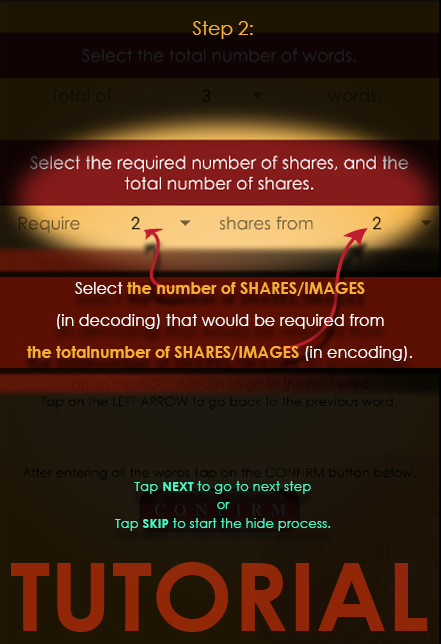 Step 2:
Select the total number of words.
Total of 3 words.
Select the required number of shares, and the
total number of shares.
Require 2 shares from 2
Select the number of SHARES/IMAGES
(in decoding) that would be required from
the totalnumber of SHARES/IMAGES (in encoding).
Tap on the RIGHT ARROW to go to the next word.
Tap on the LEFT ARROW to go back to the previous word.
After entering all the words Tap on the CONFIRM button below.
Tap NEXT to go to next step
or
CONFIRM
Tap SKIP to start the hide process.
TUTORIAL